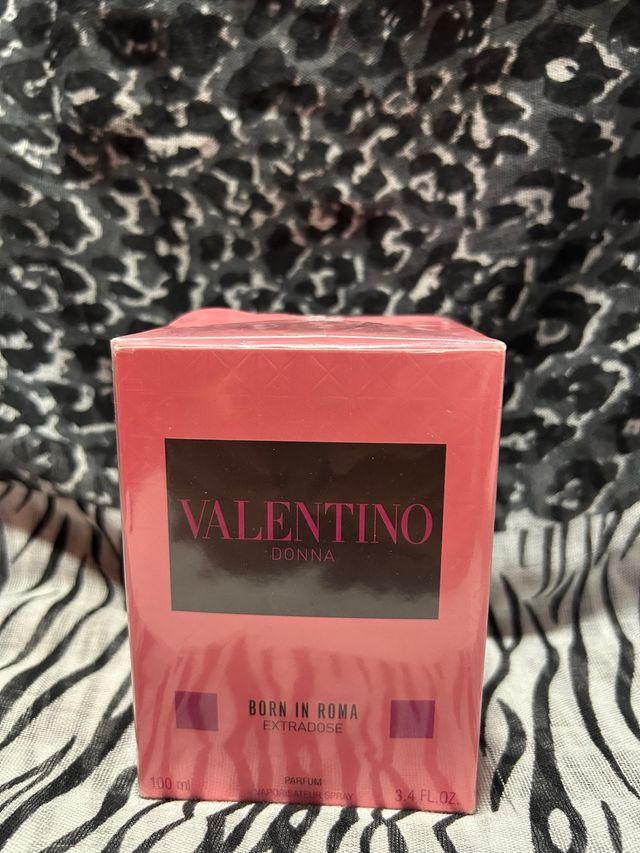 VALENTINO
DONNA
BORN IN ROMA
EXTRADOSE
PARFUM
VAPORISATEUR SPRAY
100 ml 3.4 FL.OZ.